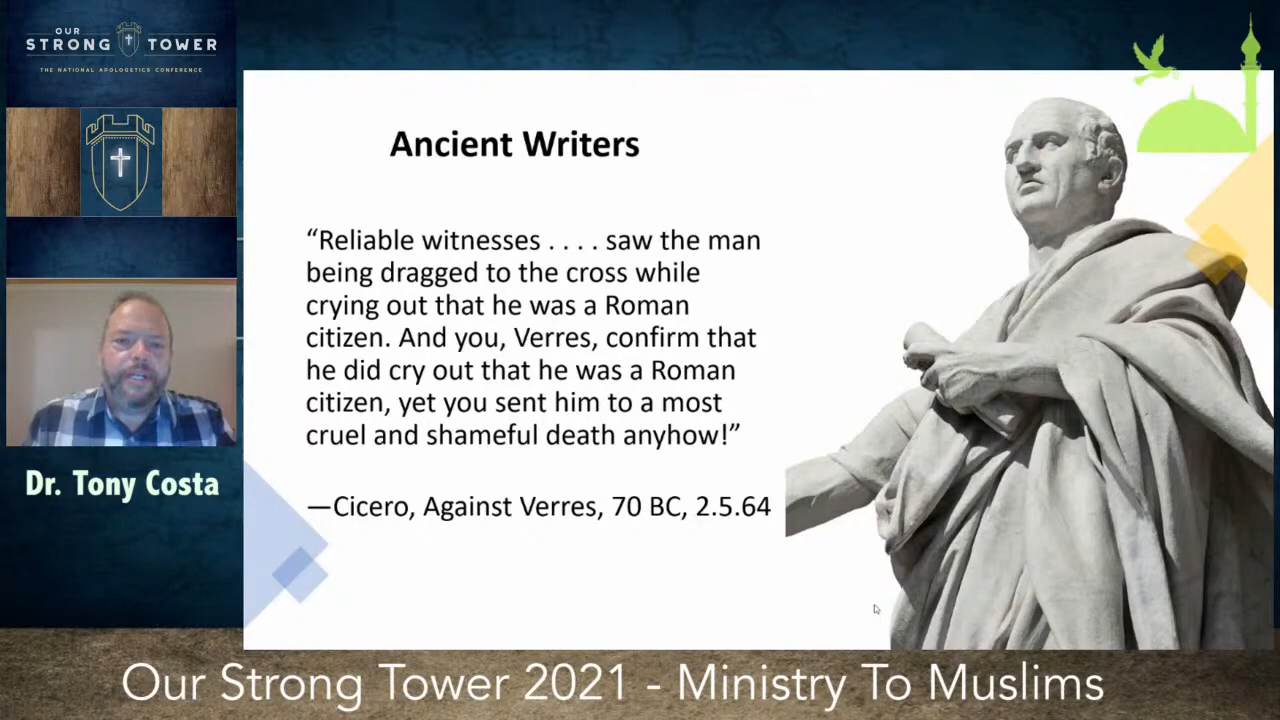 OUR
STRONG TOWER
THE NATIONAL APOLOGETICS CONFERENCE
Dr. Tony Costa
Ancient Writers
“Reliable witnesses . . . . saw the man
being dragged to the cross while
crying out that he was a Roman
citizen. And you, Verres, confirm that
he did cry out that he was a Roman
citizen, yet you sent him to a most
cruel and shameful death anyhow!”
—Cicero, Against Verres, 70 BC, 2.5.64
Our Strong Tower 2021 - Ministry To Muslims